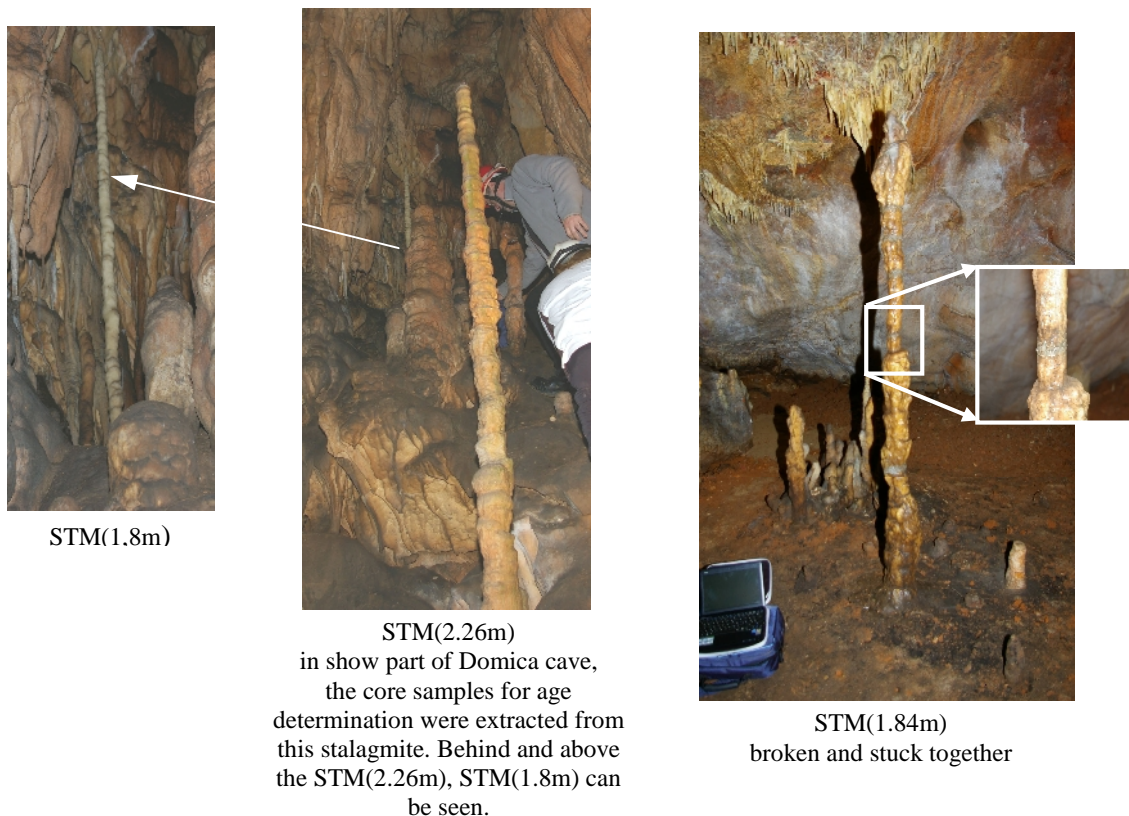 STM(1,8m)
STM(2.26m)
in show part of Domica cave,
the core samples for age
determination were extracted from
this stalagmite. Behind and above
the STM(2.26m), STM(1.8m) can
be seen.
STM(1.84m)
broken and stuck together